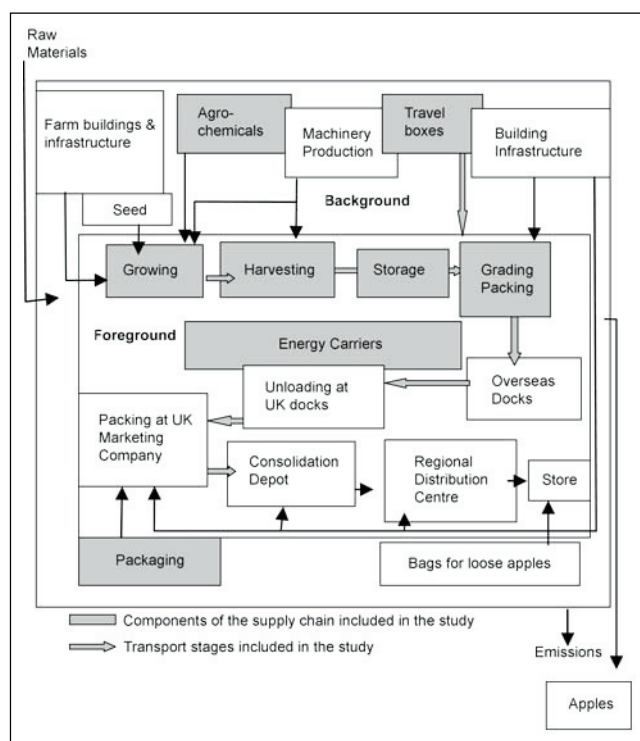 Raw
Materials
Farm buildings &
infrastructure
Agro-
chemicals
Machinery
Production
Travel
boxes
Building
Infrastructure
Seed
Background
Growing
Harvesting
Storage
Grading
Packing
Foreground
Energy Carriers
Unloading at
UK docks
Overseas
Docks
Packing at UK
Marketing
Company
Consolidation
Depot
Regional
Distribution
Centre
Store
Packaging
Bags for loose apples
Components of the supply chain included in the study
Transport stages included in the study
Emissions
Apples